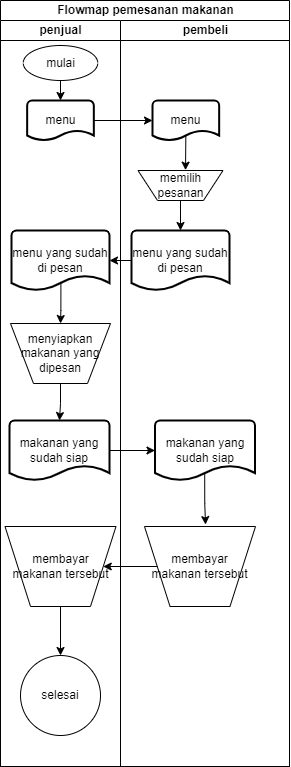 Flowmap pemesanan makanan
penjual
pembeli
mulai
menu
menu
memilih
pesanan
menu yang sudah
di pesan
menu yang sudah
di pesan
menyiapkan
makanan yang
dipesan
makanan yang
sudah siap
makanan yang
sudah siap
membayar
makanan tersebut
membayar
makanan tersebut
selesai